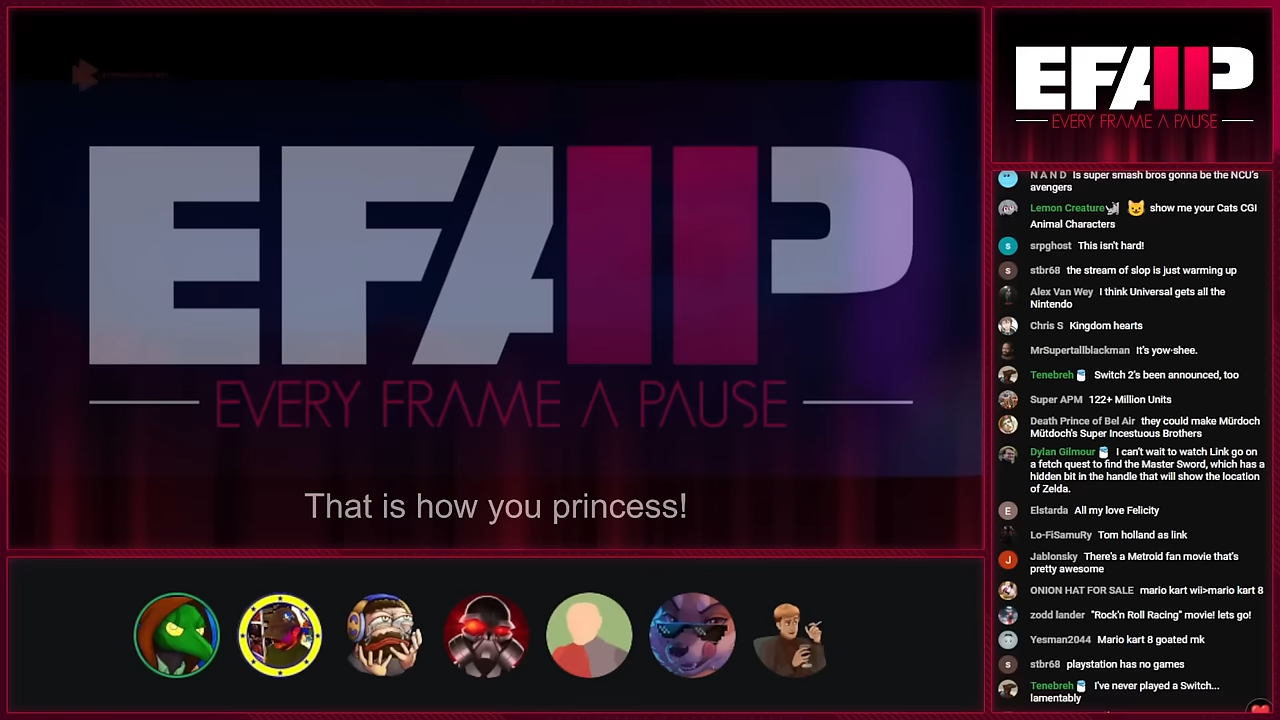 EFAP
EVERY FRAME A PAUSE
That is how you princess!
EFAP
EVERY FRAME A PAUSE
N A N D Is super smash bros gonna be the NCU's
avengers
Lemon Creature show me your Cats CGI
Animal Characters
s srpghost This isn't hard!
s stbr68 the stream of slop is just warming up
Alex Van Wey I think Universal gets all the
Nintendo
Chris S Kingdom hearts
MrSupertallblackman It's yow-shee.
Tenebreh Switch 2's been announced, too
Super APM 122+ Million Units
Death Prince of Bel Air they could make Mürdoch
Mütdoch's Super Incestuous Brothers
Dylan Gilmour I can't wait to watch Link go on
a fetch quest to find the Master Sword, which has a
hidden bit in the handle that will show the location
of Zelda.
E Elstarda All my love Felicity
Lo-FiSamuRy Tom holland as link
J Jablonsky There's a Metroid fan movie that's
pretty awesome
ONION HAT FOR SALE mario kart wii>mario kart 8
zodd lander "Rock'n Roll Racing" movie! lets go!
Yesman2044 Mario kart 8 goated mk
s stbr68 playstation has no games
Tenebreh I've never played a Switch...
lamentably